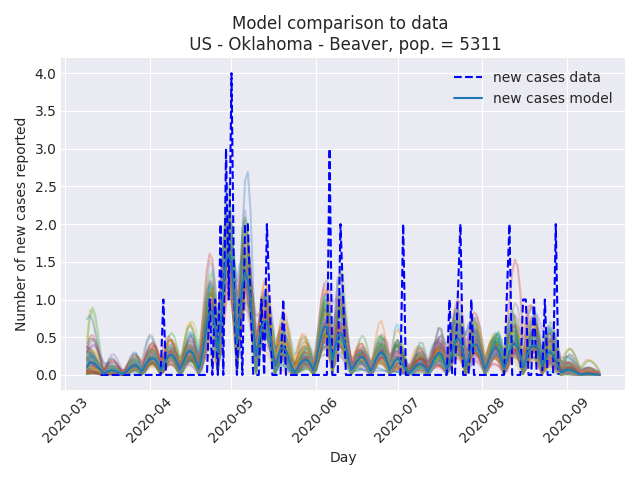 Model comparison to data
US - Oklahoma - Beaver, pop. = 5311
new cases data
new cases model
Number of new cases reported
4.0
3.5
3.0
2.5
2.0
1.5
1.0
0.5
0.0
2020-03
2020-04
2020-05
2020-06
2020-07
2020-08
2020-09
Day